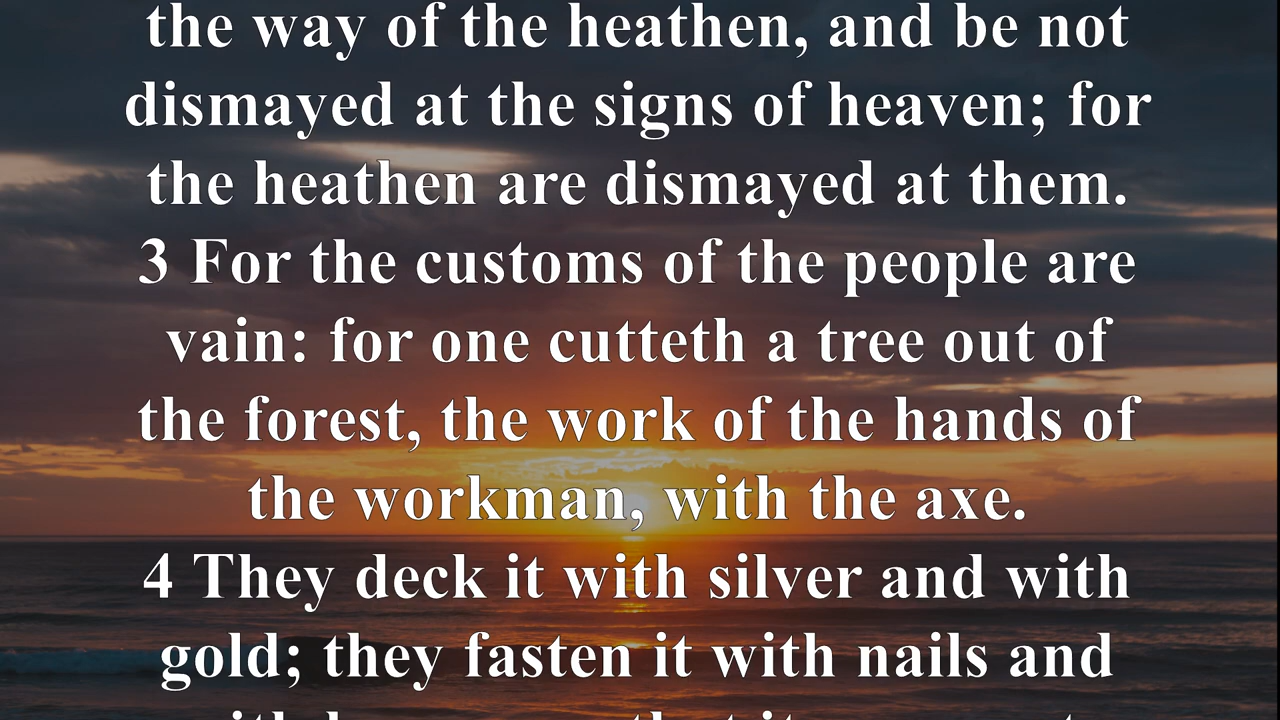 the way of the heathen, and be not
dismayed at the signs of heaven; for
the heathen are dismayed at them.
3 For the customs of the people are
vain: for one cutteth a tree out of
the forest, the work of the hands of
the workman, with the axe.
4 They deck it with silver and with
gold; they fasten it with nails and